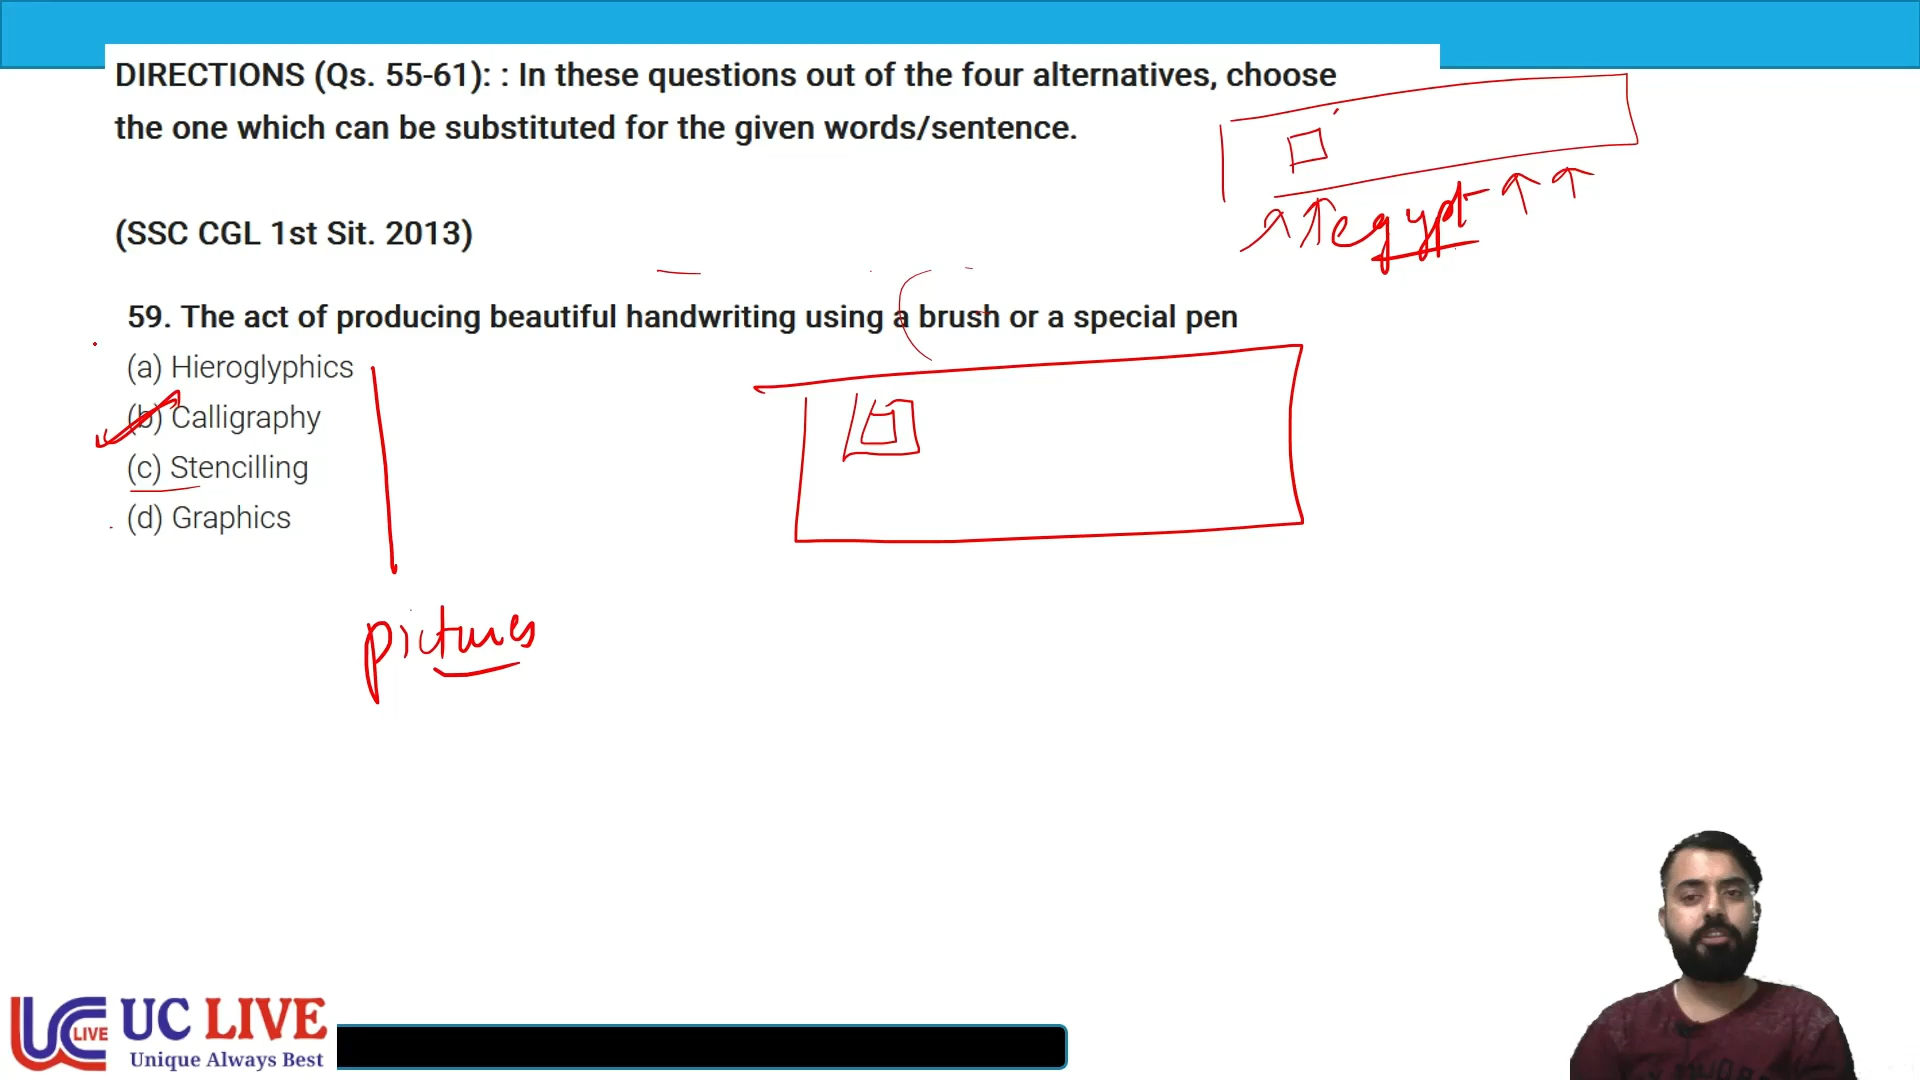 DIRECTIONS (Qs. 55-61): : In these questions out of the four alternatives, choose
the one which can be substituted for the given words/sentence.
egypt
(SSC CGL 1st Sit. 2013)
59. The act of producing beautiful handwriting using a brush or a special pen
(a) Hieroglyphics
(b) Calligraphy
(c) Stencilling
(d) Graphics
pictures
LIVE
UC LIVE
Unique Always Best